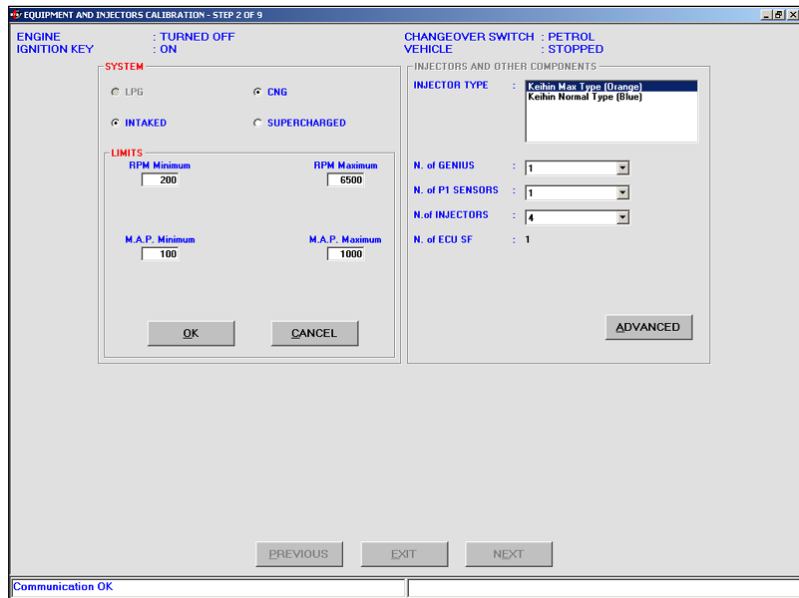 EQUIPMENT AND INJECTORS CALIBRATION - STEP 2 OF 9
ENGINE : TURNED OFF
IGNITION KEY : ON
CHANGEOVER SWITCH : PETROL
VEHICLE : STOPPED
SYSTEM
LPG CNG
INTAKED SUPERCHARGED
LIMITS
RPM Minimum RPM Maximum
200 6500
M.A.P. Minimum M.A.P. Maximum
100 1000
OK CANCEL
INJECTORS AND OTHER COMPONENTS
INJECTOR TYPE : Keihin Max Type (Orange)
Keihin Normal Type (Blue)
N. of GENIUS : 1
N. of P1 SENSORS : 1
N.of INJECTORS : 4
N. of ECU SF : 1
ADVANCED
PREVIOUS EXIT NEXT
Communication OK